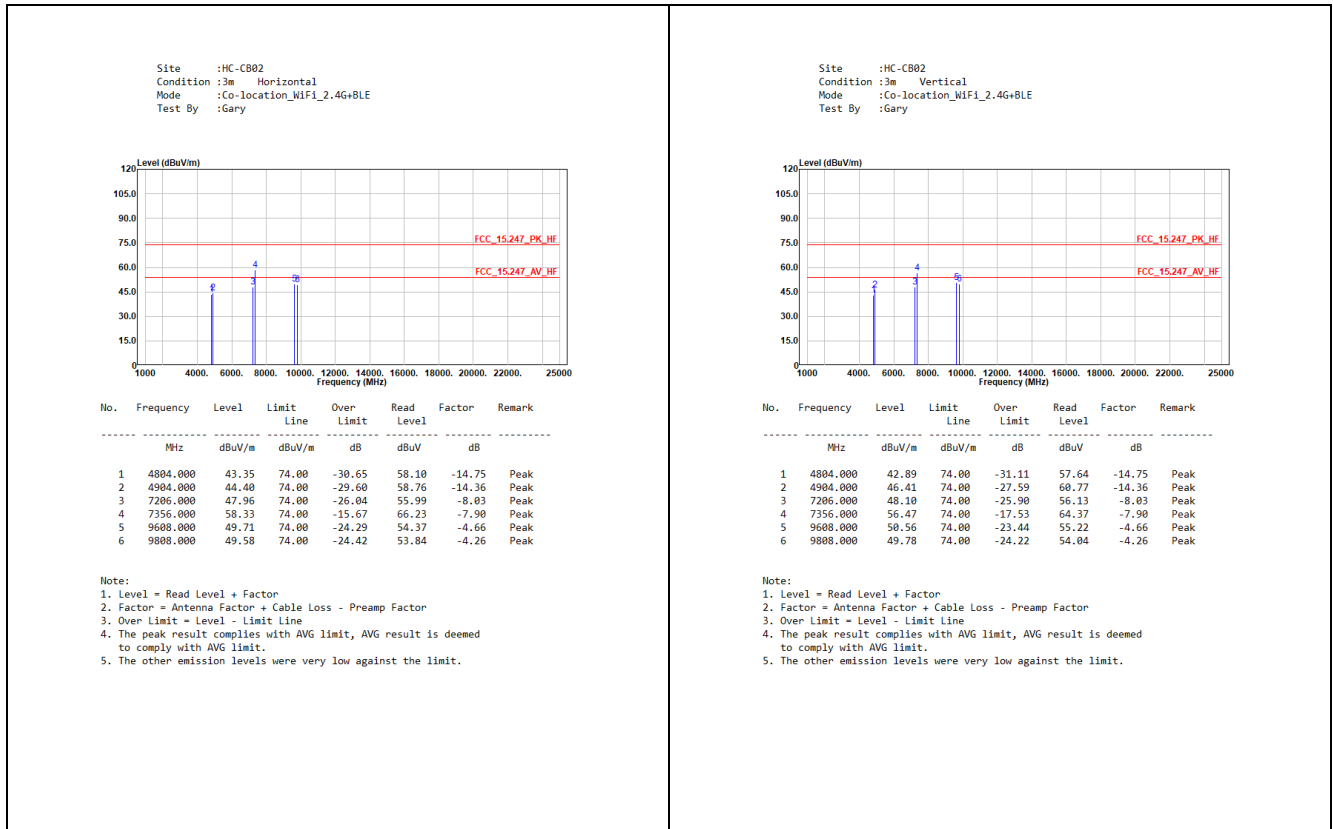 Site      :HC-CB02
Condition :3m    Horizontal
Mode      :Co-location_WiFi_2.4G+BLE
Test By   :Gary
Level (dBuV/m)
120
105.0
90.0
FCC_15.247_PK_HF
75.0
4
60.0
FCC_15.247_AV_HF
2 3 5 6
45.0
30.0
15.0
0
1000 4000. 6000. 8000. 10000. 12000. 14000. 16000. 18000. 20000. 22000. 25000
Frequency (MHz)
No. Frequency Level Limit Over Read Factor Remark
Line Limit Level
------ ----------- -------- -------- --------- -------- -------- ---------
MHz dBuV/m dBuV/m dB dBuV dB
1 4804.000 43.35 74.00 -30.65 58.10 -14.75 Peak
2 4904.000 44.40 74.00 -29.60 58.76 -14.36 Peak
3 7206.000 47.96 74.00 -26.04 55.99 -8.03 Peak
4 7356.000 58.33 74.00 -15.67 66.23 -7.90 Peak
5 9608.000 49.71 74.00 -24.29 54.37 -4.66 Peak
6 9808.000 49.58 74.00 -24.42 53.84 -4.26 Peak
Note:
1. Level = Read Level + Factor
2. Factor = Antenna Factor + Cable Loss - Preamp Factor
3. Over Limit = Level - Limit Line
4. The peak result complies with AVG limit, AVG result is deemed
to comply with AVG limit.
5. The other emission levels were very low against the limit.
Site      :HC-CB02
Condition :3m    Vertical
Mode      :Co-location_WiFi_2.4G+BLE
Test By   :Gary
Level (dBuV/m)
120
105.0
90.0
FCC_15.247_PK_HF
75.0
4
60.0
FCC_15.247_AV_HF
2 3 5 6
45.0
1
30.0
15.0
0
1000 4000. 6000. 8000. 10000. 12000. 14000. 16000. 18000. 20000. 22000. 25000
Frequency (MHz)
No. Frequency Level Limit Over Read Factor Remark
Line Limit Level
------ ----------- -------- -------- --------- -------- -------- ---------
MHz dBuV/m dBuV/m dB dBuV dB
1 4804.000 42.89 74.00 -31.11 57.64 -14.75 Peak
2 4904.000 46.41 74.00 -27.59 60.77 -14.36 Peak
3 7206.000 48.10 74.00 -25.90 56.13 -8.03 Peak
4 7356.000 56.47 74.00 -17.53 64.37 -7.90 Peak
5 9608.000 50.56 74.00 -23.44 55.22 -4.66 Peak
6 9808.000 49.78 74.00 -24.22 54.04 -4.26 Peak
Note:
1. Level = Read Level + Factor
2. Factor = Antenna Factor + Cable Loss - Preamp Factor
3. Over Limit = Level - Limit Line
4. The peak result complies with AVG limit, AVG result is deemed
to comply with AVG limit.
5. The other emission levels were very low against the limit.